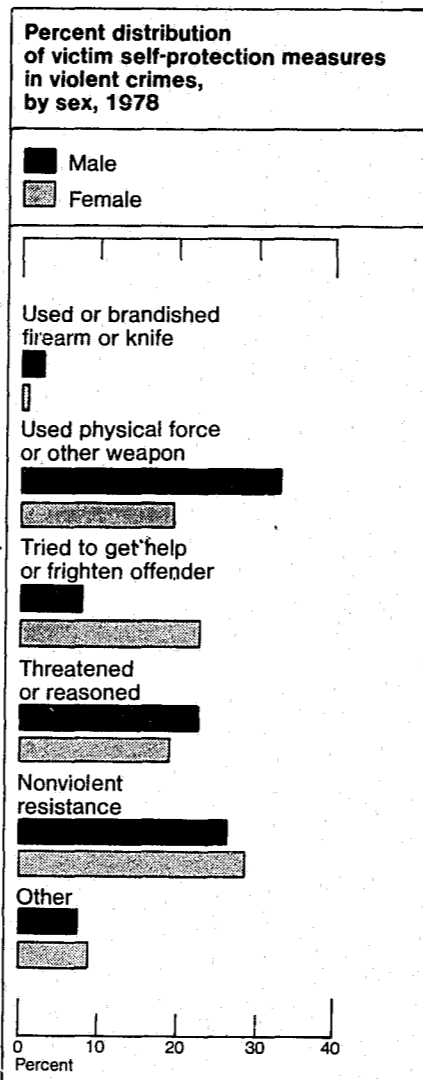 Percent distribution
of victim self-protection measures
in violent crimes,
by sex, 1978
Male
Female
Used or brandished
firearm or knife
Used physical force
or other weapon
Tried to get help
or frighten offender
Threatened
or reasoned
Nonviolent
resistance
Other
0 10 20 30 40
Percent